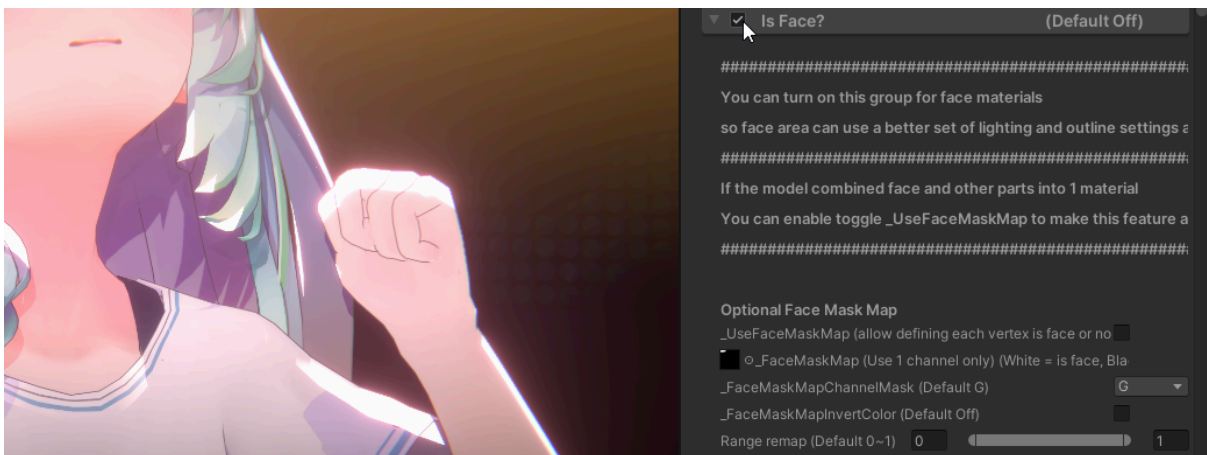 Is Face? (Default Off)
##################################################
You can turn on this group for face materials
so face area can use a better set of lighting and outline settings a
##################################################
If the model combined face and other parts into 1 material
You can enable toggle _UseFaceMaskMap to make this feature a
##################################################
Optional Face Mask Map
_UseFaceMaskMap (allow defining each vertex is face or no
_FaceMaskMap (Use 1 channel only) (White = is face, Bla
_FaceMaskMapChannelMask (Default G) G
_FaceMaskMapInvertColor (Default Off)
Range remap (Default 0~1) 0 1